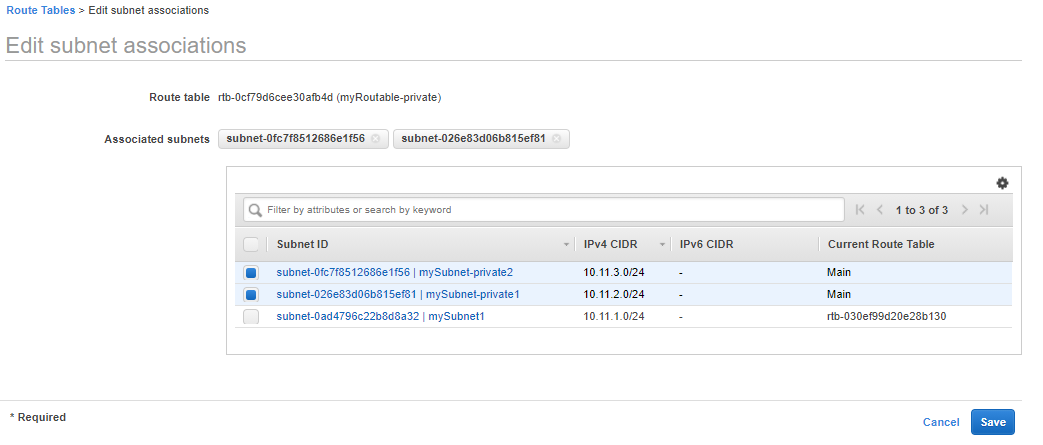 Route Tables > Edit subnet associations
Edit subnet associations
Route table rtb-0cf79d6cee30afb4d (myRoutable-private)
Associated subnets subnet-0fc7f8512686e1f56 subnet-026e83d06b815ef81
Filter by attributes or search by keyword 1 to 3 of 3
Subnet ID IPv4 CIDR IPv6 CIDR Current Route Table
subnet-0fc7f8512686e1f56 | mySubnet-private2 10.11.3.0/24 - Main
subnet-026e83d06b815ef81 | mySubnet-private1 10.11.2.0/24 - Main
subnet-0ad4796c22b8d8a32 | mySubnet1 10.11.1.0/24 - rtb-030ef99d20e28b130
* Required Cancel Save